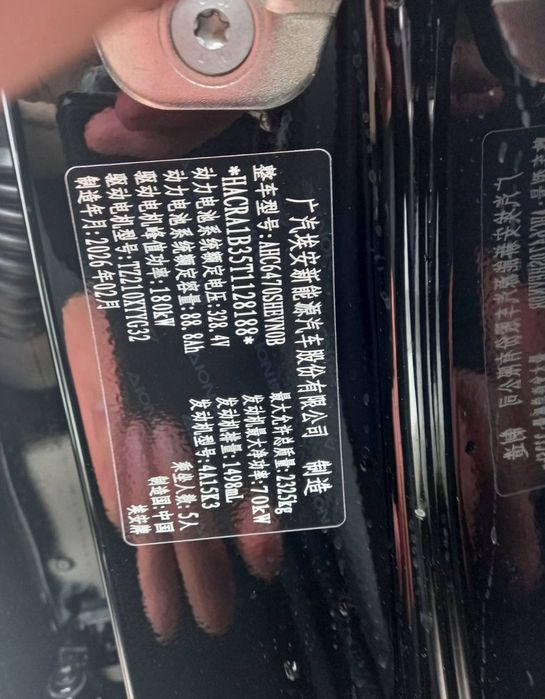 广汽埃安新能源汽车股份有限公司 制造
整车型号:AHC6470SHEVN0B 最大允许总质量:2325kg
*HACRA1B35T1128188* 发动机最大净功率:70kW
动力电池系统额定电压:328.4V 发动机排量:1498mL
动力电池系统额定容量:88.8Ah 发动机型号:4A15K3
驱动电机峰值功率:180kW 乘坐人数:5人
驱动电机型号:TZ210XYYG32 制造国:中国
制造年月:2026年02月 埃安牌